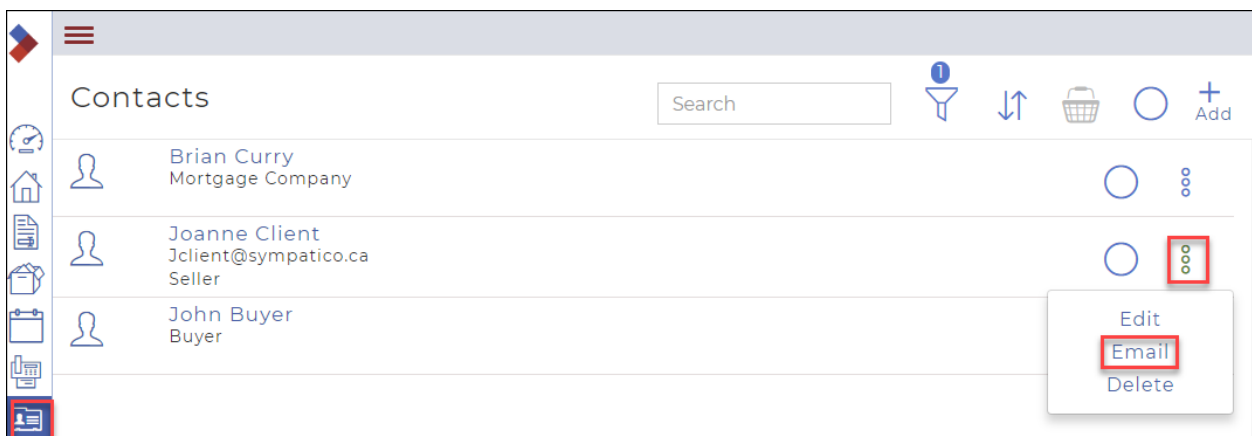 Contacts
Search
1
Add
Brian Curry
Mortgage Company
Joanne Client
Jclient@sympatico.ca
Seller
John Buyer
Buyer
Edit
Email
Delete